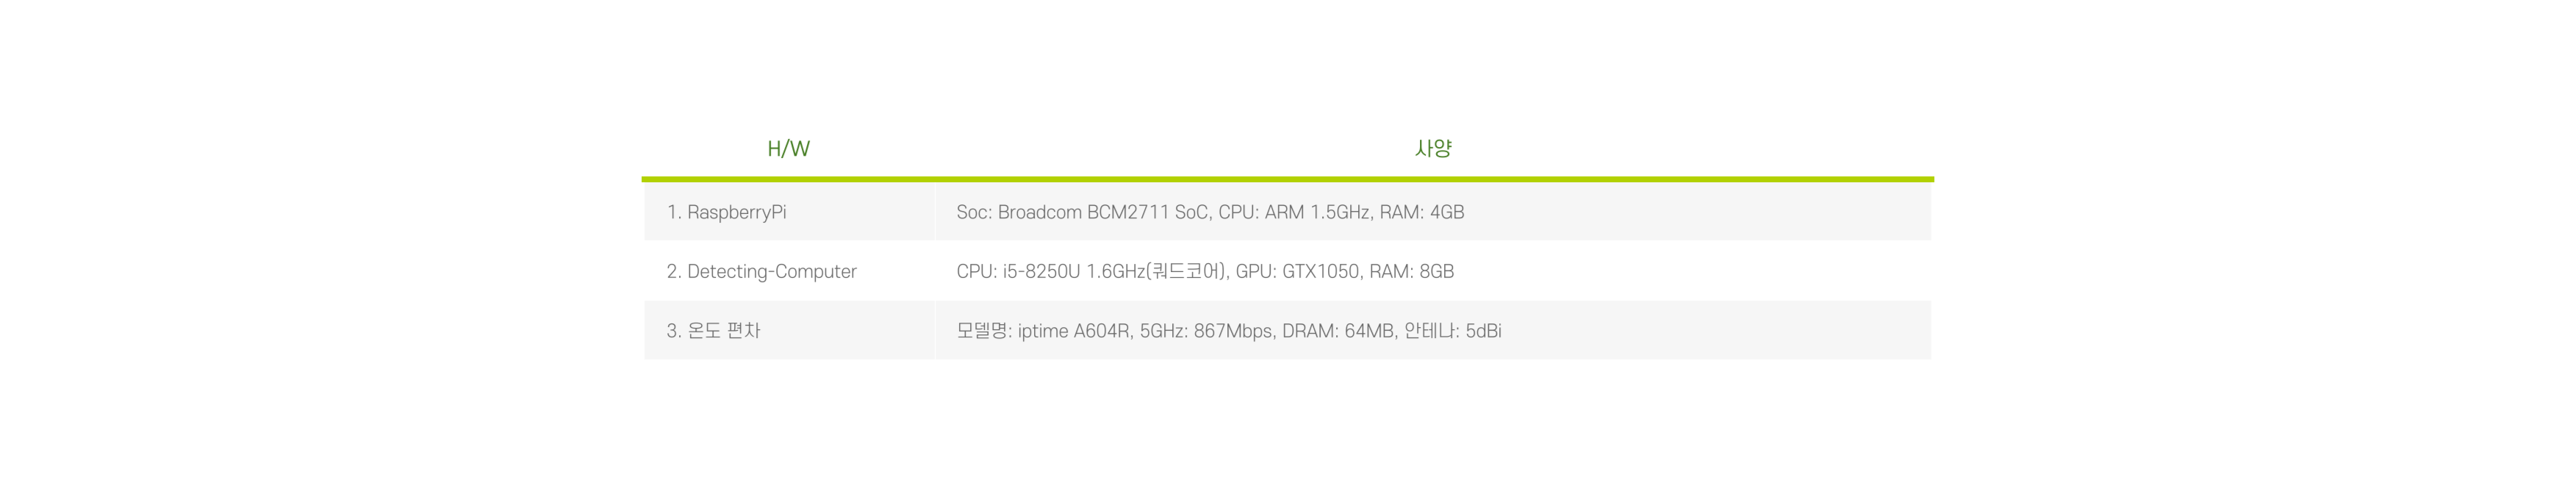 H/W 사양
1. RaspberryPi Soc: Broadcom BCM2711 SoC, CPU: ARM 1.5GHz, RAM: 4GB
2. Detecting-Computer CPU: i5-8250U 1.6GHz(쿼드코어), GPU: GTX1050, RAM: 8GB
3. 온도 편차 모델명: iptime A604R, 5GHz: 867Mbps, DRAM: 64MB, 안테나: 5dBi